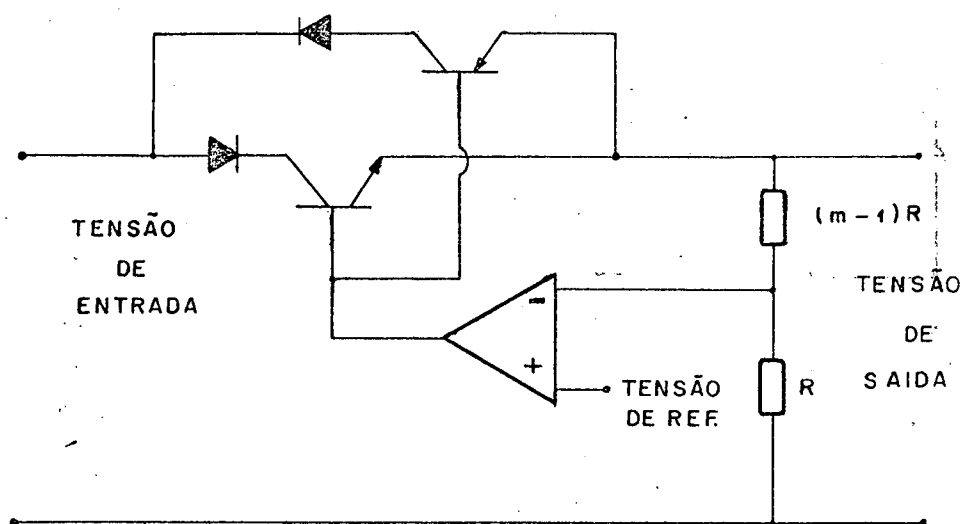 TENSÃO
DE
ENTRADA
(m-1)R
TENSÃO
DE
SAIDA
R
-
+
TENSÃO
DE REF.